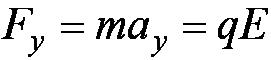 F_y = ma_y = qE